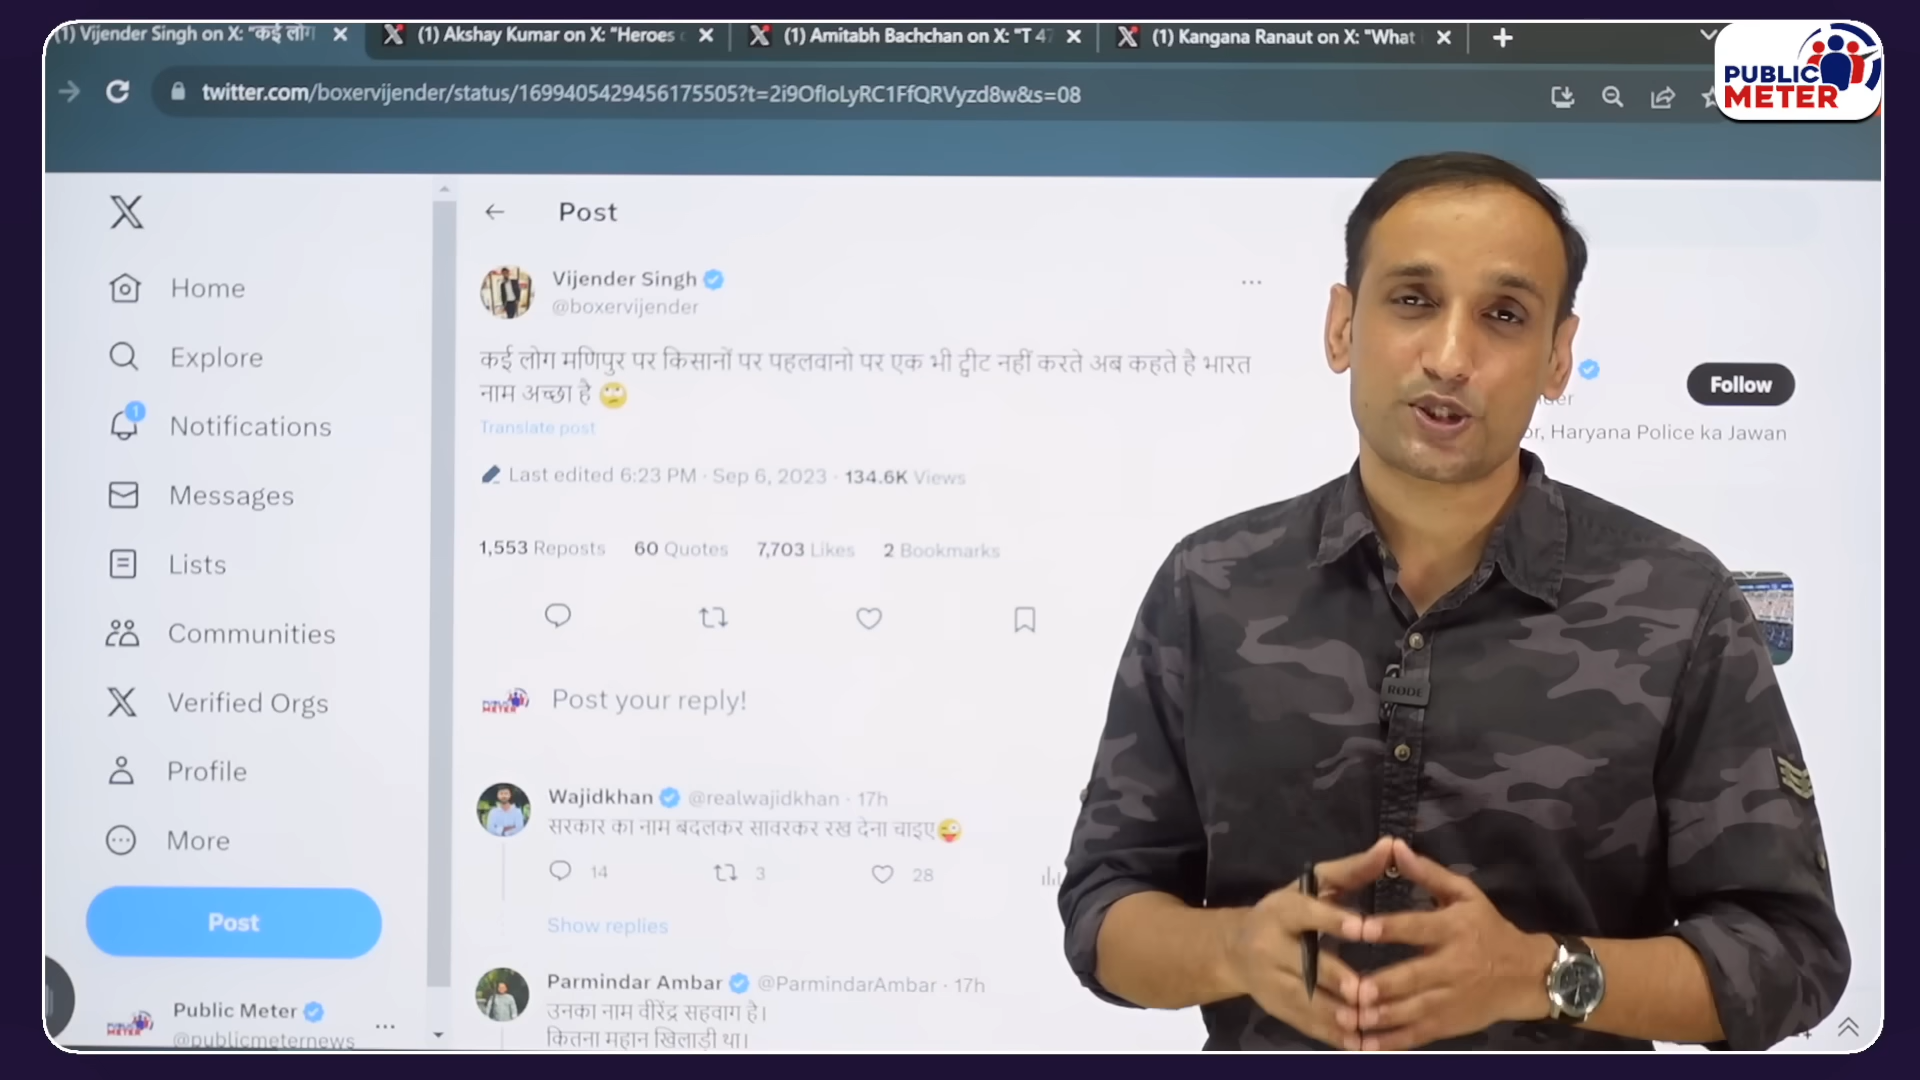 (1) Vijender Singh on X: "कई लोग
(1) Akshay Kumar on X: "Heroes
(1) Amitabh Bachchan on X: "T 47
(1) Kangana Ranaut on X: "What
twitter.com/boxervijender/status/1699405429456175505?t=2i9OfloLyRC1FfQRVyzd8w&s=08
PUBLIC
METER
Home
Explore
1
Notifications
Messages
Lists
Communities
Verified Orgs
Profile
More
Post
Public Meter
@publicmeternews
Post
Vijender Singh
@boxervijender
कई लोग मणिपुर पर किसानों पर पहलवानो पर एक भी ट्वीट नहीं करते अब कहते है भारत
नाम अच्छा है 🙄
Translate post
Last edited 6:23 PM · Sep 6, 2023 · 134.6K Views
1,553 Reposts 60 Quotes 7,703 Likes 2 Bookmarks
Post your reply!
Wajidkhan @realwajidkhan · 17h
सरकार का नाम बदलकर सावरकर रख देना चाइए😜
14 3 28
Show replies
Parmindar Ambar @ParmindarAmbar · 17h
उनका नाम वीरेंद्र सहवाग है।
कितना महान खिलाड़ी था।
Follow
Haryana Police ka Jawan
RODE